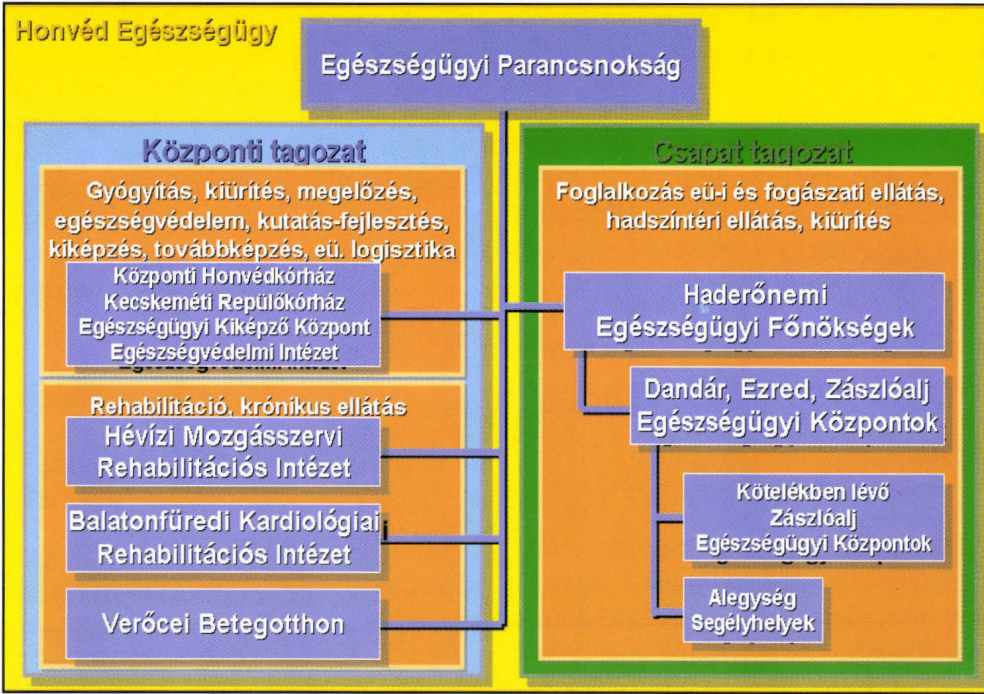 Honvéd Egészségügy
Egészségügyi Parancsnokság
Központi tagozat
Gyógyítás, kiürítés, megelőzés,
egészségvédelem, kutatás-fejlesztés,
kiképzés, továbbképzés, eü. logisztika
Központi Honvédkórház
Kecskeméti Repülőkórház
Egészségügyi Kiképző Központ
Egészségvédelmi Intézet
Rehabilitáció, krónikus ellátás
Hévízi Mozgásszervi
Rehabilitációs Intézet
Balatonfüredi Kardiológiai
Rehabilitációs Intézet
Verőcei Betegotthon
Csapat tagozat
Foglalkozás eü-i és fogászati ellátás,
hadszíntéri ellátás, kiürítés
Haderőnemi
Egészségügyi Főnökségek
Dandár, Ezred, Zászlóalj
Egészségügyi Központok
Kötelékben lévő
Zászlóalj
Egészségügyi Központok
Alegység
Segélyhelyek